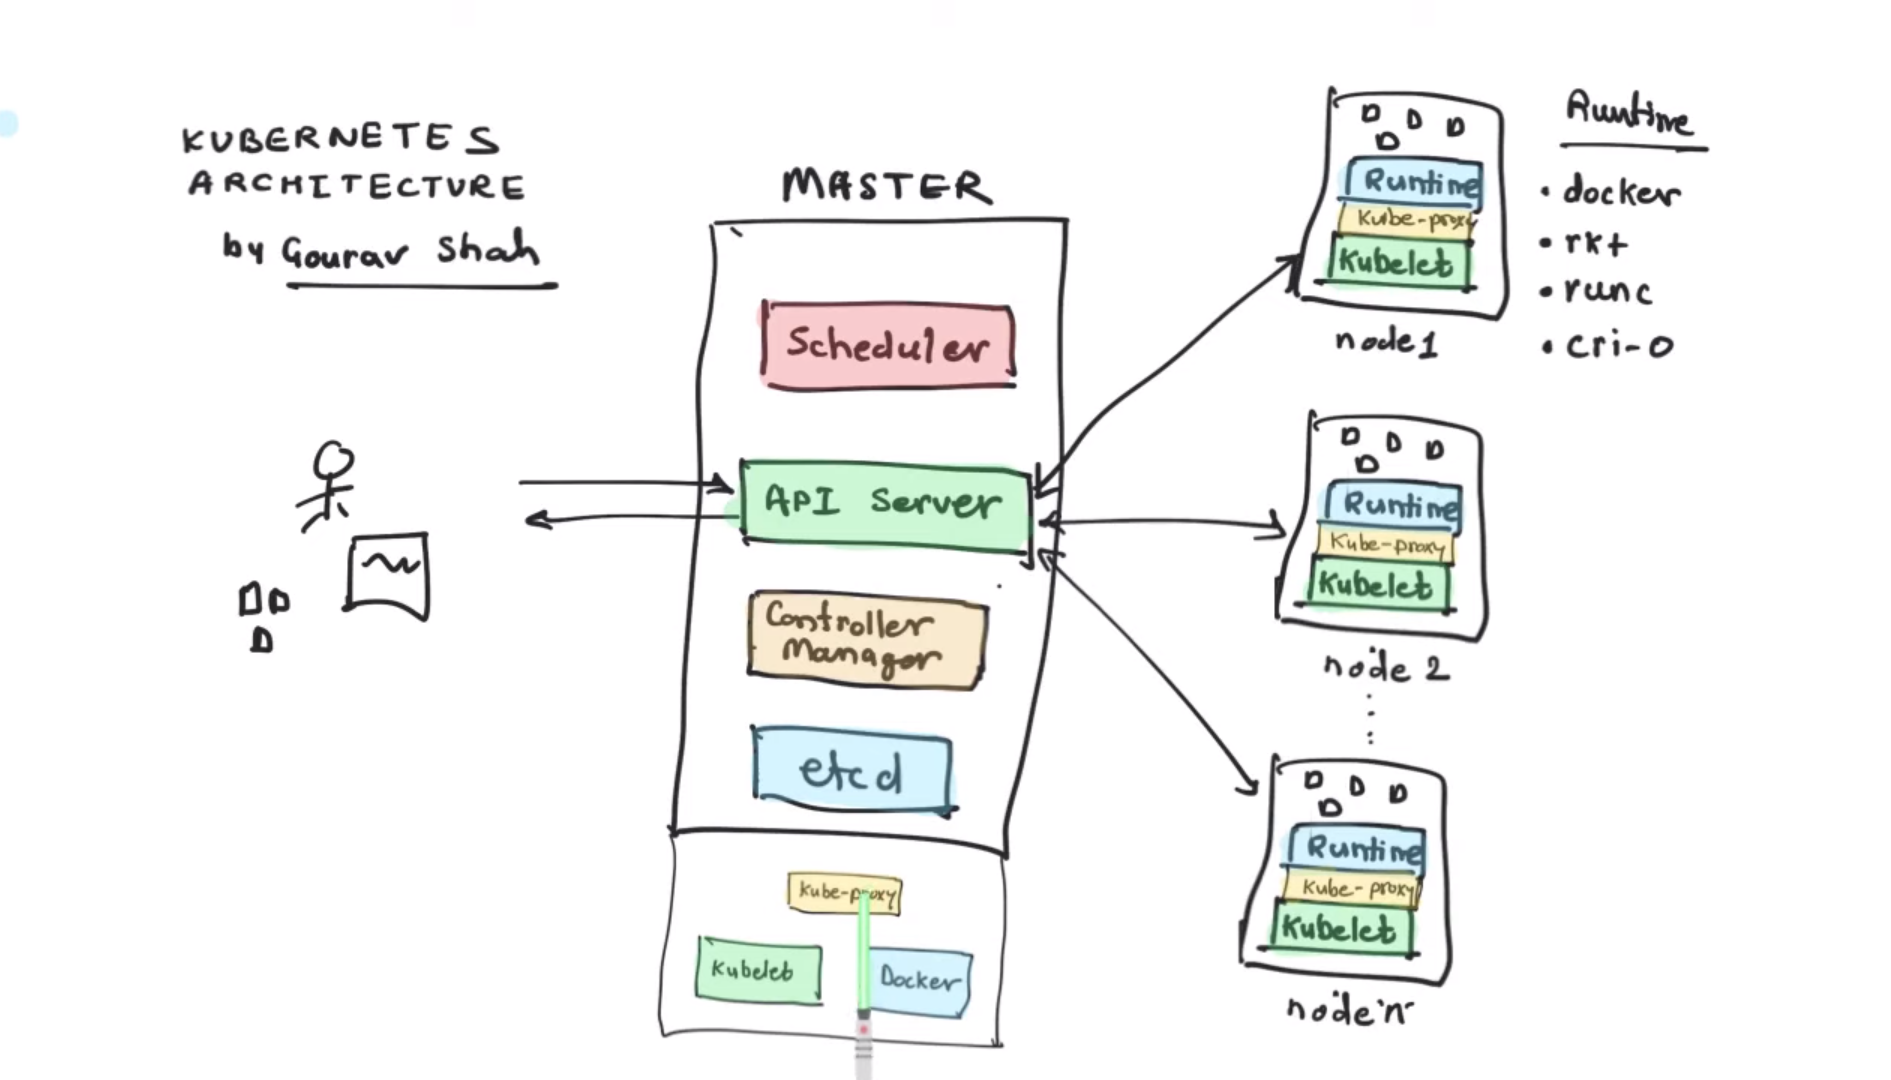 KUBERNETES
ARCHITECTURE
by Gourav Shah
MASTER
Scheduler
API Server
Controller
Manager
etcd
Kube-proxy
Kubelet
Docker
Runtime
Kube-proxy
Kubelet
node1
Runtime
• docker
• rkt
• runc
• cri-o
Runtime
Kube-proxy
Kubelet
node 2
Runtime
Kube-proxy
Kubelet
node 'n'